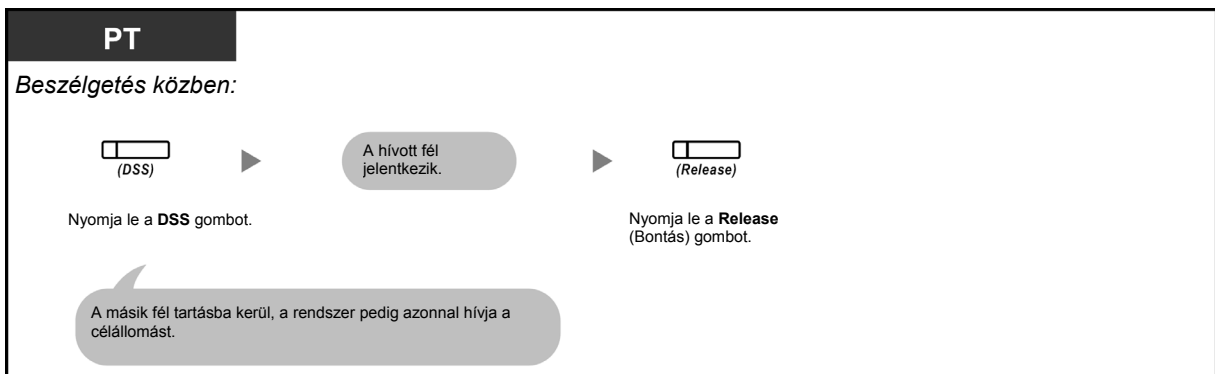 PT
Beszélgetés közben:
(DSS)
A hívott fél
jelentkezik.
(Release)
Nyomja le a DSS gombot.
Nyomja le a Release
(Bontás) gombot.
A másik fél tartásba kerül, a rendszer pedig azonnal hívja a
célállomást.